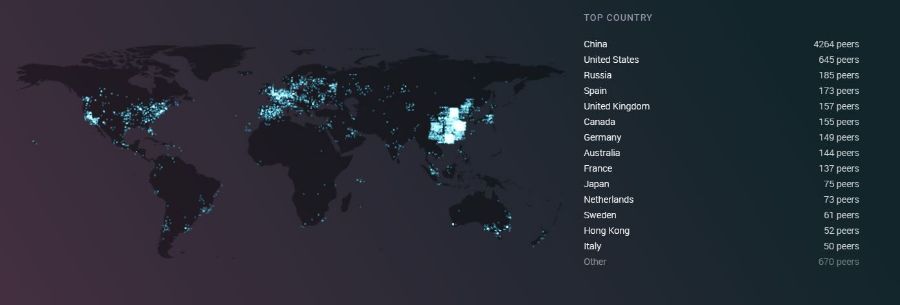 TOP COUNTRY
China 4264 peers
United States 645 peers
Russia 185 peers
Spain 173 peers
United Kingdom 157 peers
Canada 155 peers
Germany 149 peers
Australia 144 peers
France 137 peers
Japan 75 peers
Netherlands 73 peers
Sweden 61 peers
Hong Kong 52 peers
Italy 50 peers
Other 670 peers